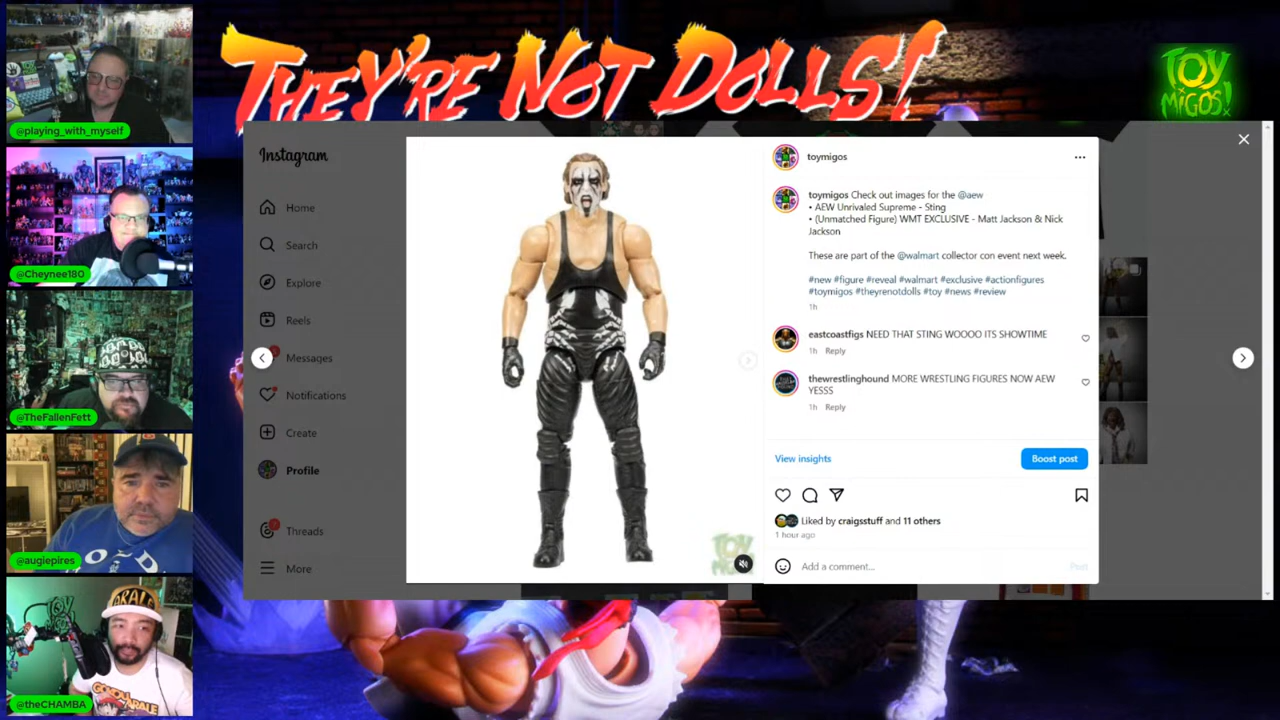 THEY'RE NOT DOLLS!
TOY
MIGOS!
@playing_with_myself
@Cheynee180
@TheFallenFett
@augiepires
@theCHAMBA
Instagram
Home
Search
Explore
Reels
Messages
Notifications
Create
Profile
Threads
More
toymigos
toymigos Check out images for the @aew
• AEW Unrivaled Supreme - Sting
• (Unmatched Figure) WMT EXCLUSIVE - Matt Jackson & Nick
Jackson
These are part of the @walmart collector con event next week.
#new #figure #reveal #walmart #exclusive #actionfigures
#toymigos #theyrenotdolls #toy #news #review
1h
eastcoastfigs NEED THAT STING WOOOO ITS SHOWTIME
1h Reply
thewrestlinghound MORE WRESTLING FIGURES NOW AEW
YESSS
1h Reply
View insights
Boost post
Liked by craigsstuff and 11 others
1 hour ago
Add a comment...
Post
TOY
MIGOS